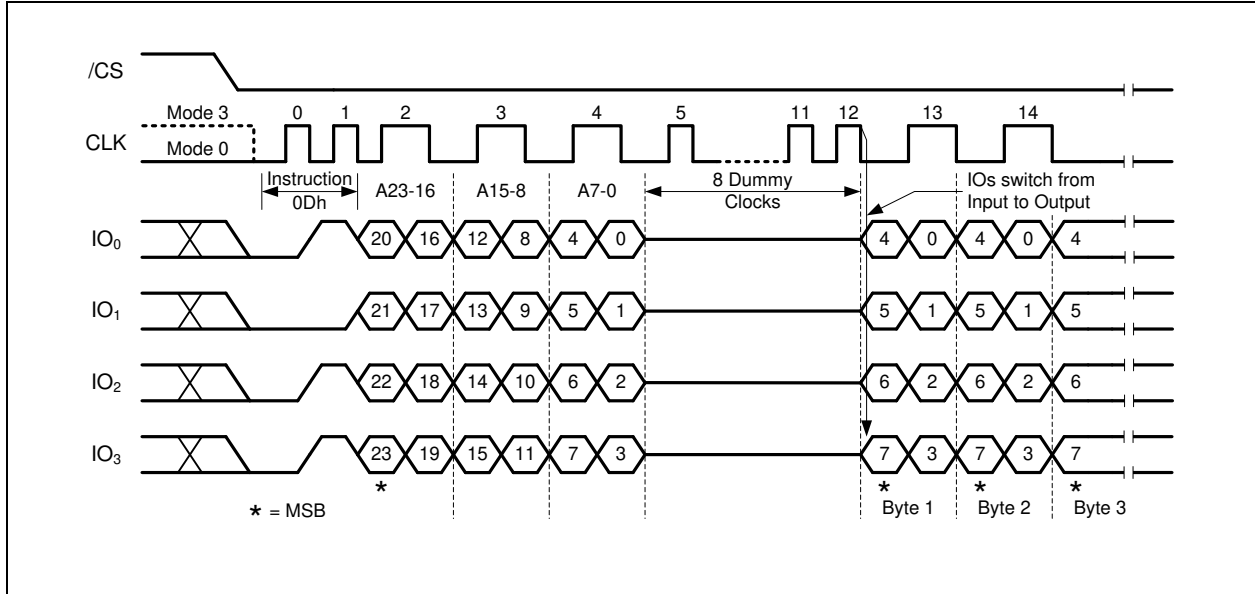 /CS
Mode 3 0 1 2 3 4 5 11 12 13 14
CLK
Mode 0
Instruction A23-16 A15-8 A7-0 8 Dummy IOs switch from
0Dh Clocks Input to Output
IO₀ 20 16 12 8 4 0 4 0 4 0 4
IO₁ 21 17 13 9 5 1 5 1 5 1 5
IO₂ 22 18 14 10 6 2 6 2 6 2 6
IO₃ 23 19 15 11 7 3 7 3 7 3 7
* * * *
* = MSB Byte 1 Byte 2 Byte 3